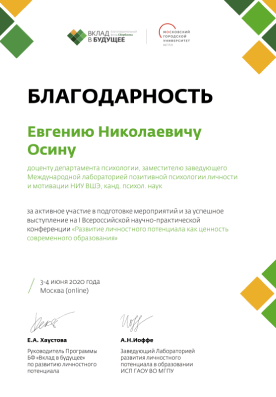 ВКЛАД
В БУДУЩЕЕ
МОСКОВСКИЙ
ГОРОДСКОЙ
УНИВЕРСИТЕТ
БЛАГОДАРНОСТЬ
Евгению Николаевичу
Осину
доценту департамента психологии, заместителю заведующего
Международной лабораторией позитивной психологии личности
и мотивации НИУ ВШЭ, канд. психол. наук
за активное участие в подготовке мероприятий и за успешное
выступление на I Всероссийской научно-практической
конференции «Развитие личностного потенциала как ценность
современного образования»
3-4 июня 2020 года
Москва (online)
Е.А. Хаустова
Руководитель Программы
БФ «Вклад в будущее»
по развитию личностного
потенциала
А.Н.Иоффе
Заведующий Лабораторией
развития личностного
потенциала в образовании
ИСП ГАОУ ВО МГПУ